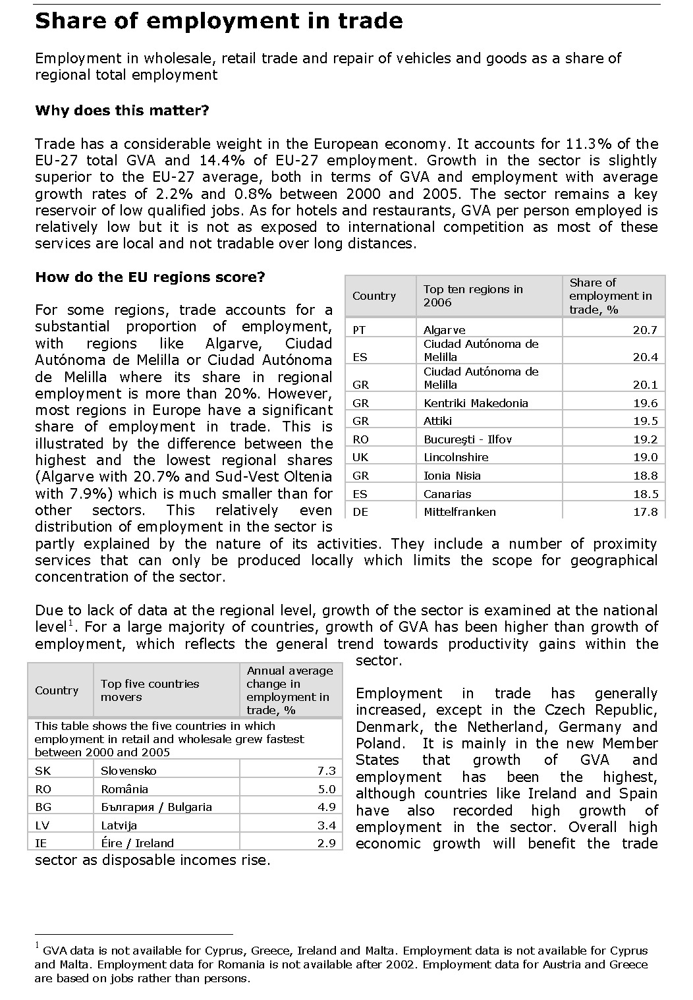 Share of employment in trade
Employment in wholesale, retail trade and repair of vehicles and goods as a share of
regional total employment
Why does this matter?
Trade has a considerable weight in the European economy. It accounts for 11.3% of the
EU-27 total GVA and 14.4% of EU-27 employment. Growth in the sector is slightly
superior to the EU-27 average, both in terms of GVA and employment with average
growth rates of 2.2% and 0.8% between 2000 and 2005. The sector remains a key
reservoir of low qualified jobs. As for hotels and restaurants, GVA per person employed is
relatively low but it is not as exposed to international competition as most of these
services are local and not tradable over long distances.
How do the EU regions score?
For some regions, trade accounts for a
substantial proportion of employment,
with regions like Algarve, Ciudad
Autónoma de Melilla or Ciudad Autónoma
de Melilla where its share in regional
employment is more than 20%. However,
most regions in Europe have a significant
share of employment in trade. This is
illustrated by the difference between the
highest and the lowest regional shares
(Algarve with 20.7% and Sud-Vest Oltenia
with 7.9%) which is much smaller than for
other sectors. This relatively even
distribution of employment in the sector is
partly explained by the nature of its activities. They include a number of proximity
services that can only be produced locally which limits the scope for geographical
concentration of the sector.
Country
Top ten regions in
2006
Share of
employment in
trade, %
PT Algarve 20.7
Ciudad Autónoma de
ES Melilla 20.4
Ciudad Autónoma de
GR Melilla 20.1
GR Kentriki Makedonia 19.6
GR Attiki 19.5
RO Bucureşti - Ilfov 19.2
UK Lincolnshire 19.0
GR Ionia Nisia 18.8
ES Canarias 18.5
DE Mittelfranken 17.8
Due to lack of data at the regional level, growth of the sector is examined at the national
level1. For a large majority of countries, growth of GVA has been higher than growth of
employment, which reflects the general trend towards productivity gains within the
sector.
Country
Top five countries
movers
Annual average
change in
employment in
trade, %
This table shows the five countries in which
employment in retail and wholesale grew fastest
between 2000 and 2005
SK Slovensko 7.3
RO România 5.0
BG България / Bulgaria 4.9
LV Latvija 3.4
IE Éire / Ireland 2.9
Employment in trade has generally
increased, except in the Czech Republic,
Denmark, the Netherland, Germany and
Poland. It is mainly in the new Member
States that growth of GVA and
employment has been the highest,
although countries like Ireland and Spain
have also recorded high growth of
employment in the sector. Overall high
economic growth will benefit the trade
sector as disposable incomes rise.
1 GVA data is not available for Cyprus, Greece, Ireland and Malta. Employment data is not available for Cyprus
and Malta. Employment data for Romania is not available after 2002. Employment data for Austria and Greece
are based on jobs rather than persons.